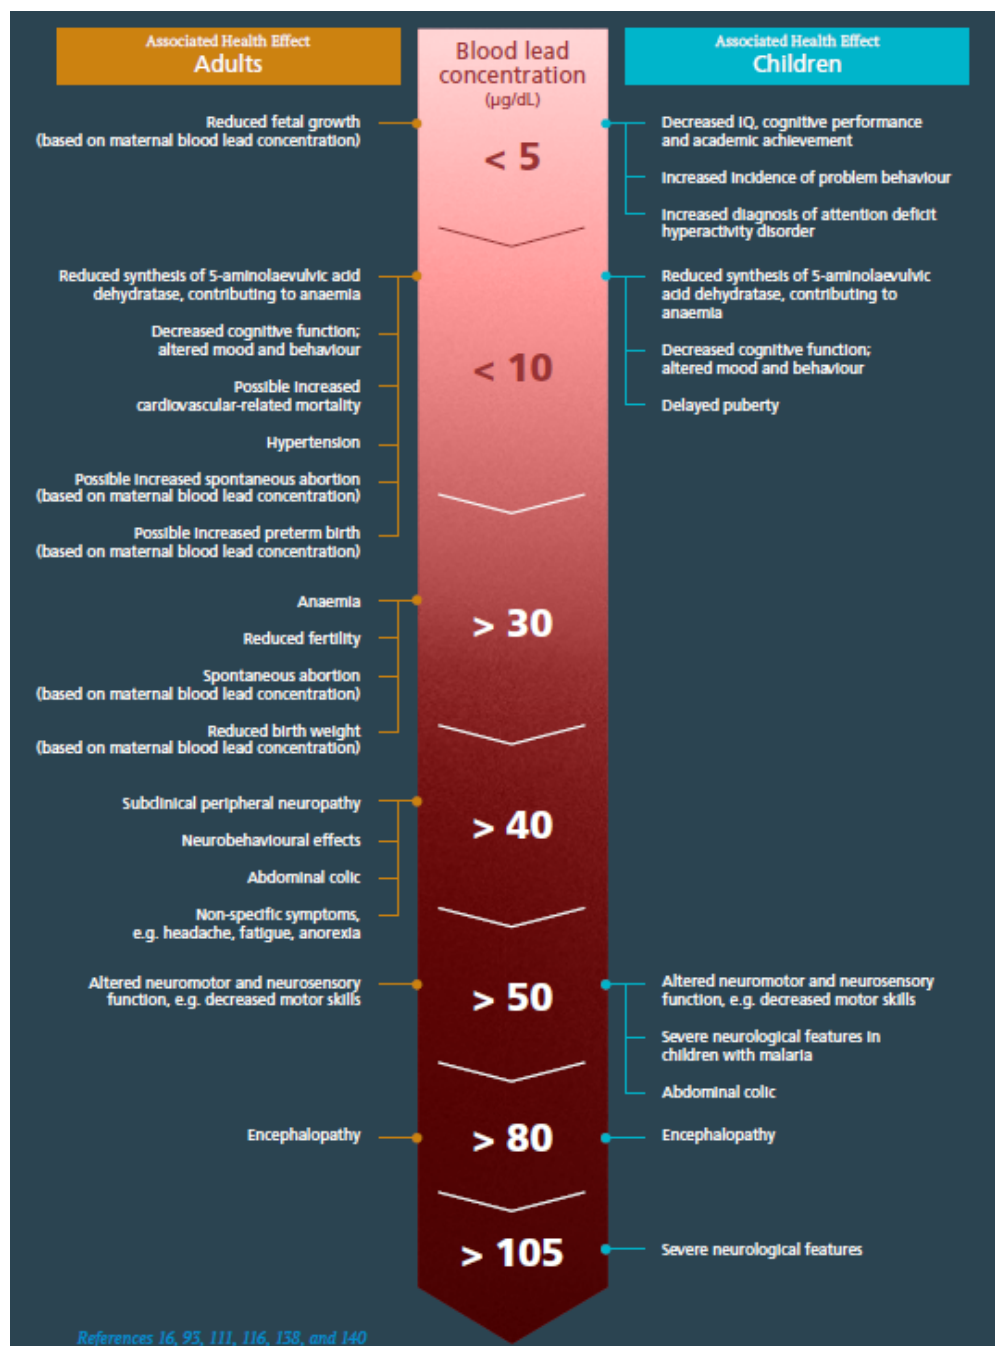 Associated Health Effect
Adults
Blood lead
concentration
(µg/dL)
Associated Health Effect
Children
Reduced fetal growth
(based on maternal blood lead concentration)
< 5
Decreased IQ, cognitive performance
and academic achievement
Increased incidence of problem behaviour
Increased diagnosis of attention deficit
hyperactivity disorder
Reduced synthesis of 5-aminolaevulvic acid
dehydratase, contributing to anaemia
Decreased cognitive function;
altered mood and behaviour
Possible increased
cardiovascular-related mortality
Hypertension
Possible increased spontaneous abortion
(based on maternal blood lead concentration)
Possible increased preterm birth
(based on maternal blood lead concentration)
< 10
Reduced synthesis of 5-aminolaevulvic
acid dehydratase, contributing to
anaemia
Decreased cognitive function;
altered mood and behaviour
Delayed puberty
Anaemia
Reduced fertility
Spontaneous abortion
(based on maternal blood lead concentration)
Reduced birth weight
(based on maternal blood lead concentration)
> 30
Subclinical peripheral neuropathy
Neurobehavioural effects
Abdominal colic
Non-specific symptoms,
e.g. headache, fatigue, anorexia
> 40
Altered neuromotor and neurosensory
function, e.g. decreased motor skills
> 50
Altered neuromotor and neurosensory
function, e.g. decreased motor skills
Severe neurological features in
children with malaria
Abdominal colic
Encephalopathy
> 80
Encephalopathy
> 105
Severe neurological features
References 16, 93, 111, 116, 138, and 140